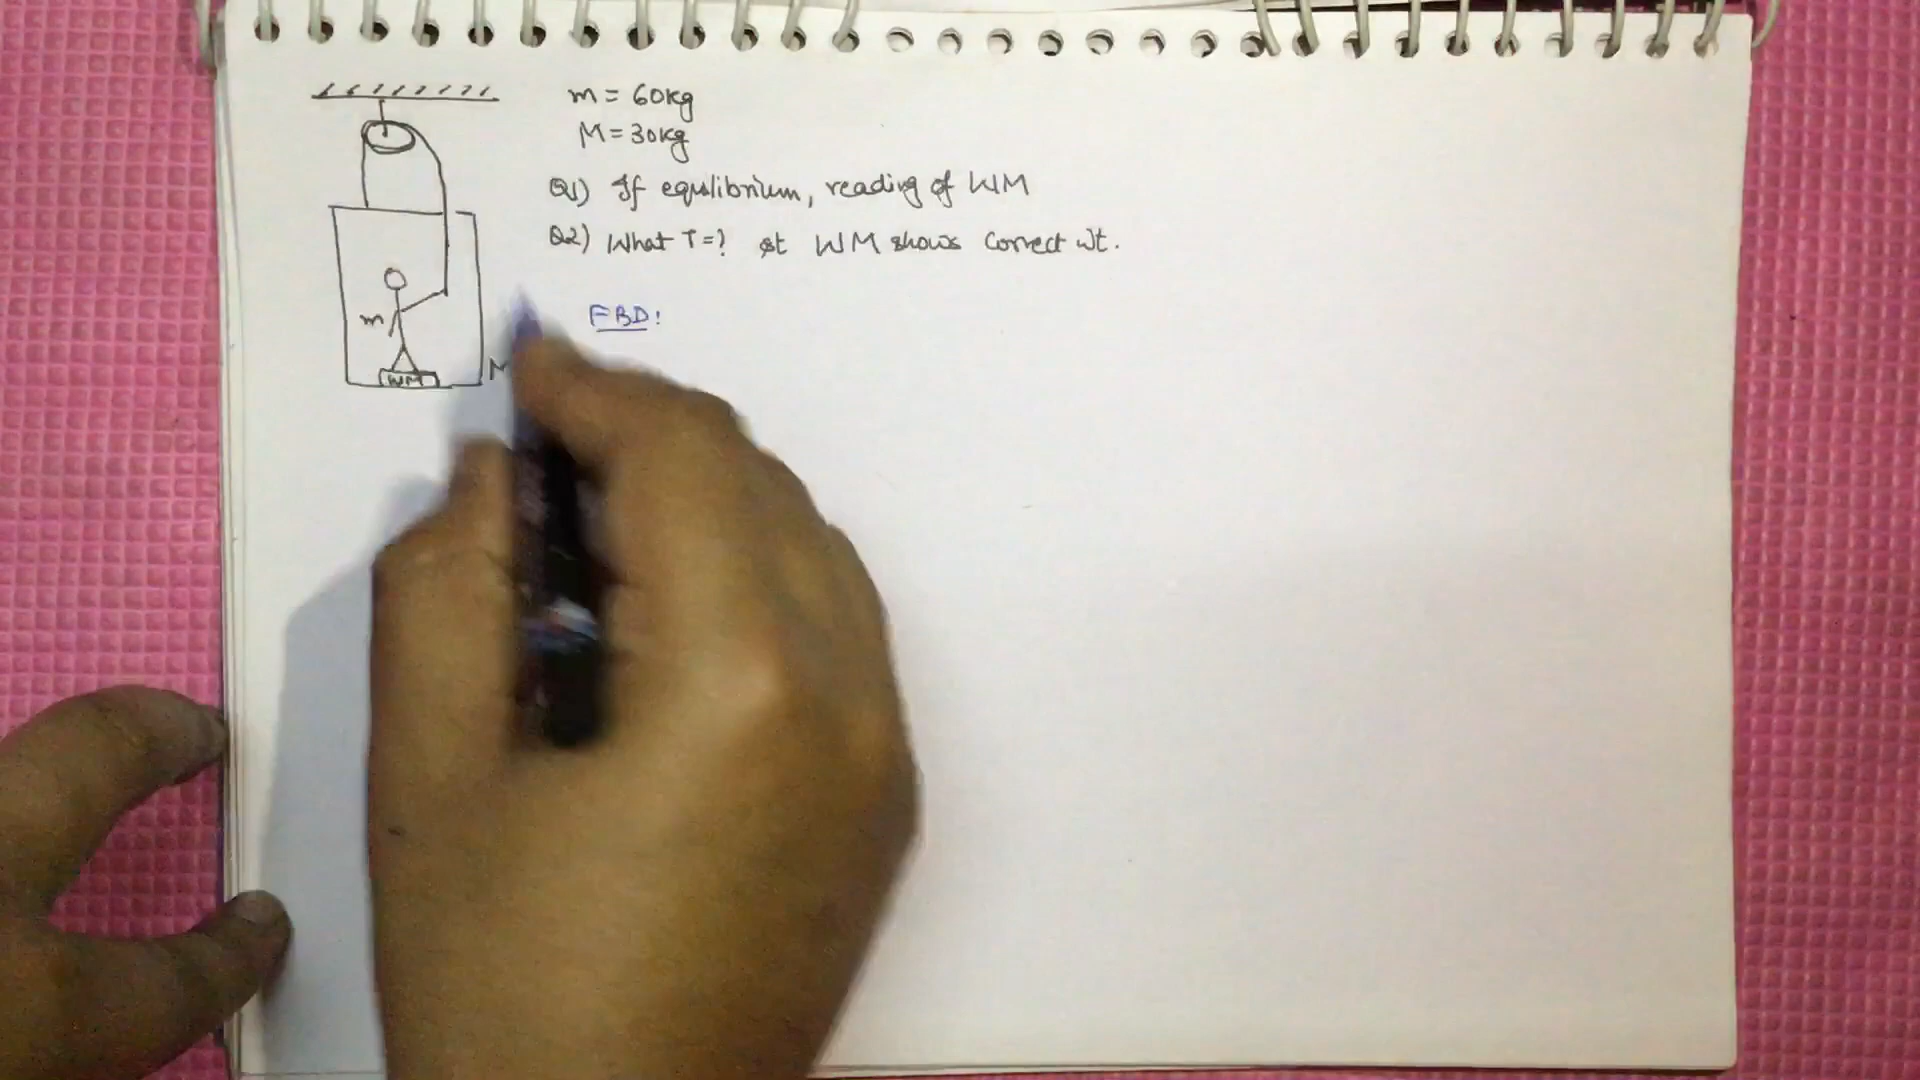 m = 60kg
M = 30kg
Q1) If equilibrium, reading of WM
Q2) What T=? st WM shows correct wt.
FBD:
m
M
WM